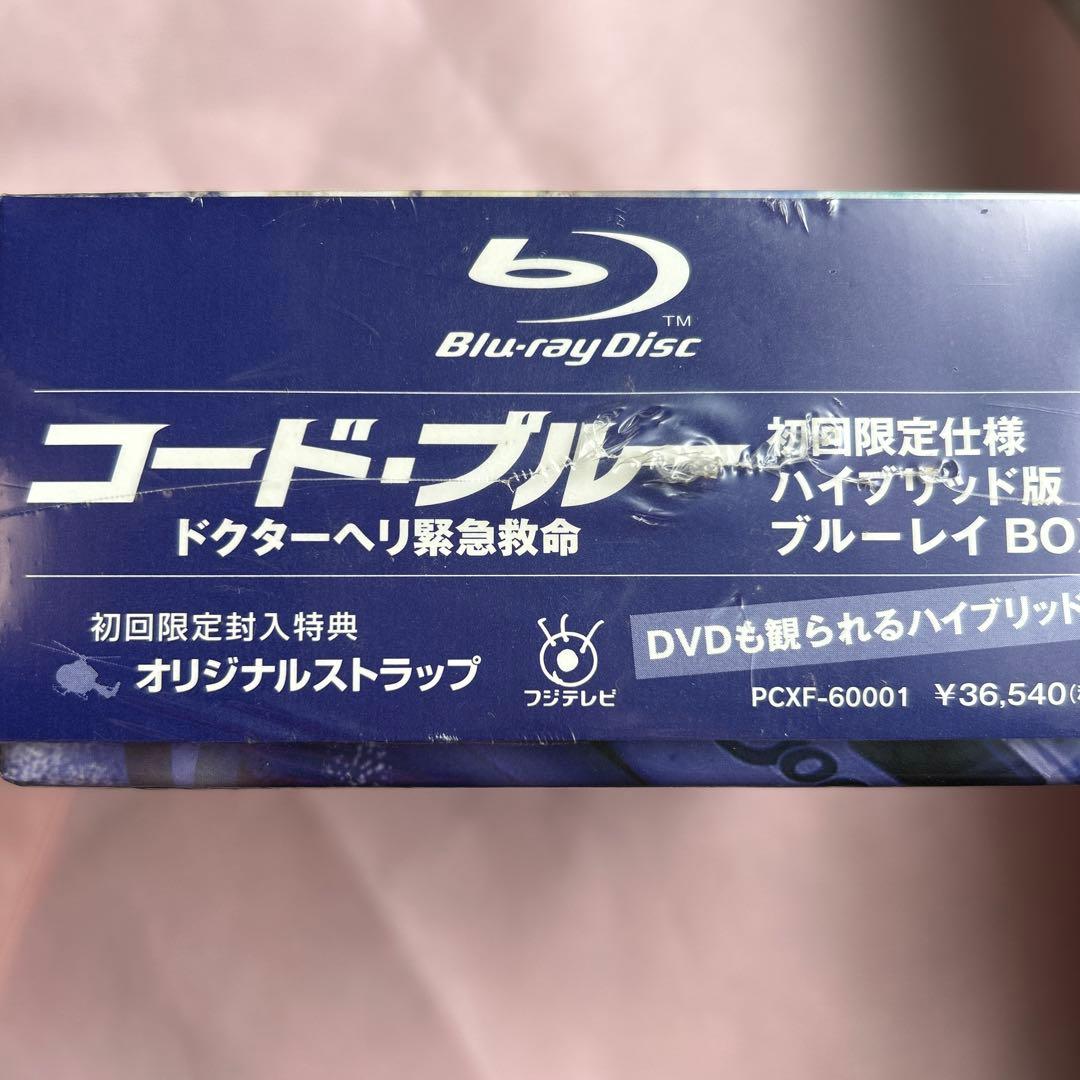 TM
Blu-ray Disc
コード・ブルー
ドクターヘリ緊急救命
初回限定仕様
ハイブリッド版
ブルーレイ BOX
初回限定封入特典
オリジナルストラップ
フジテレビ
DVDも観られるハイブリッド
PCXF-60001 ￥36,540